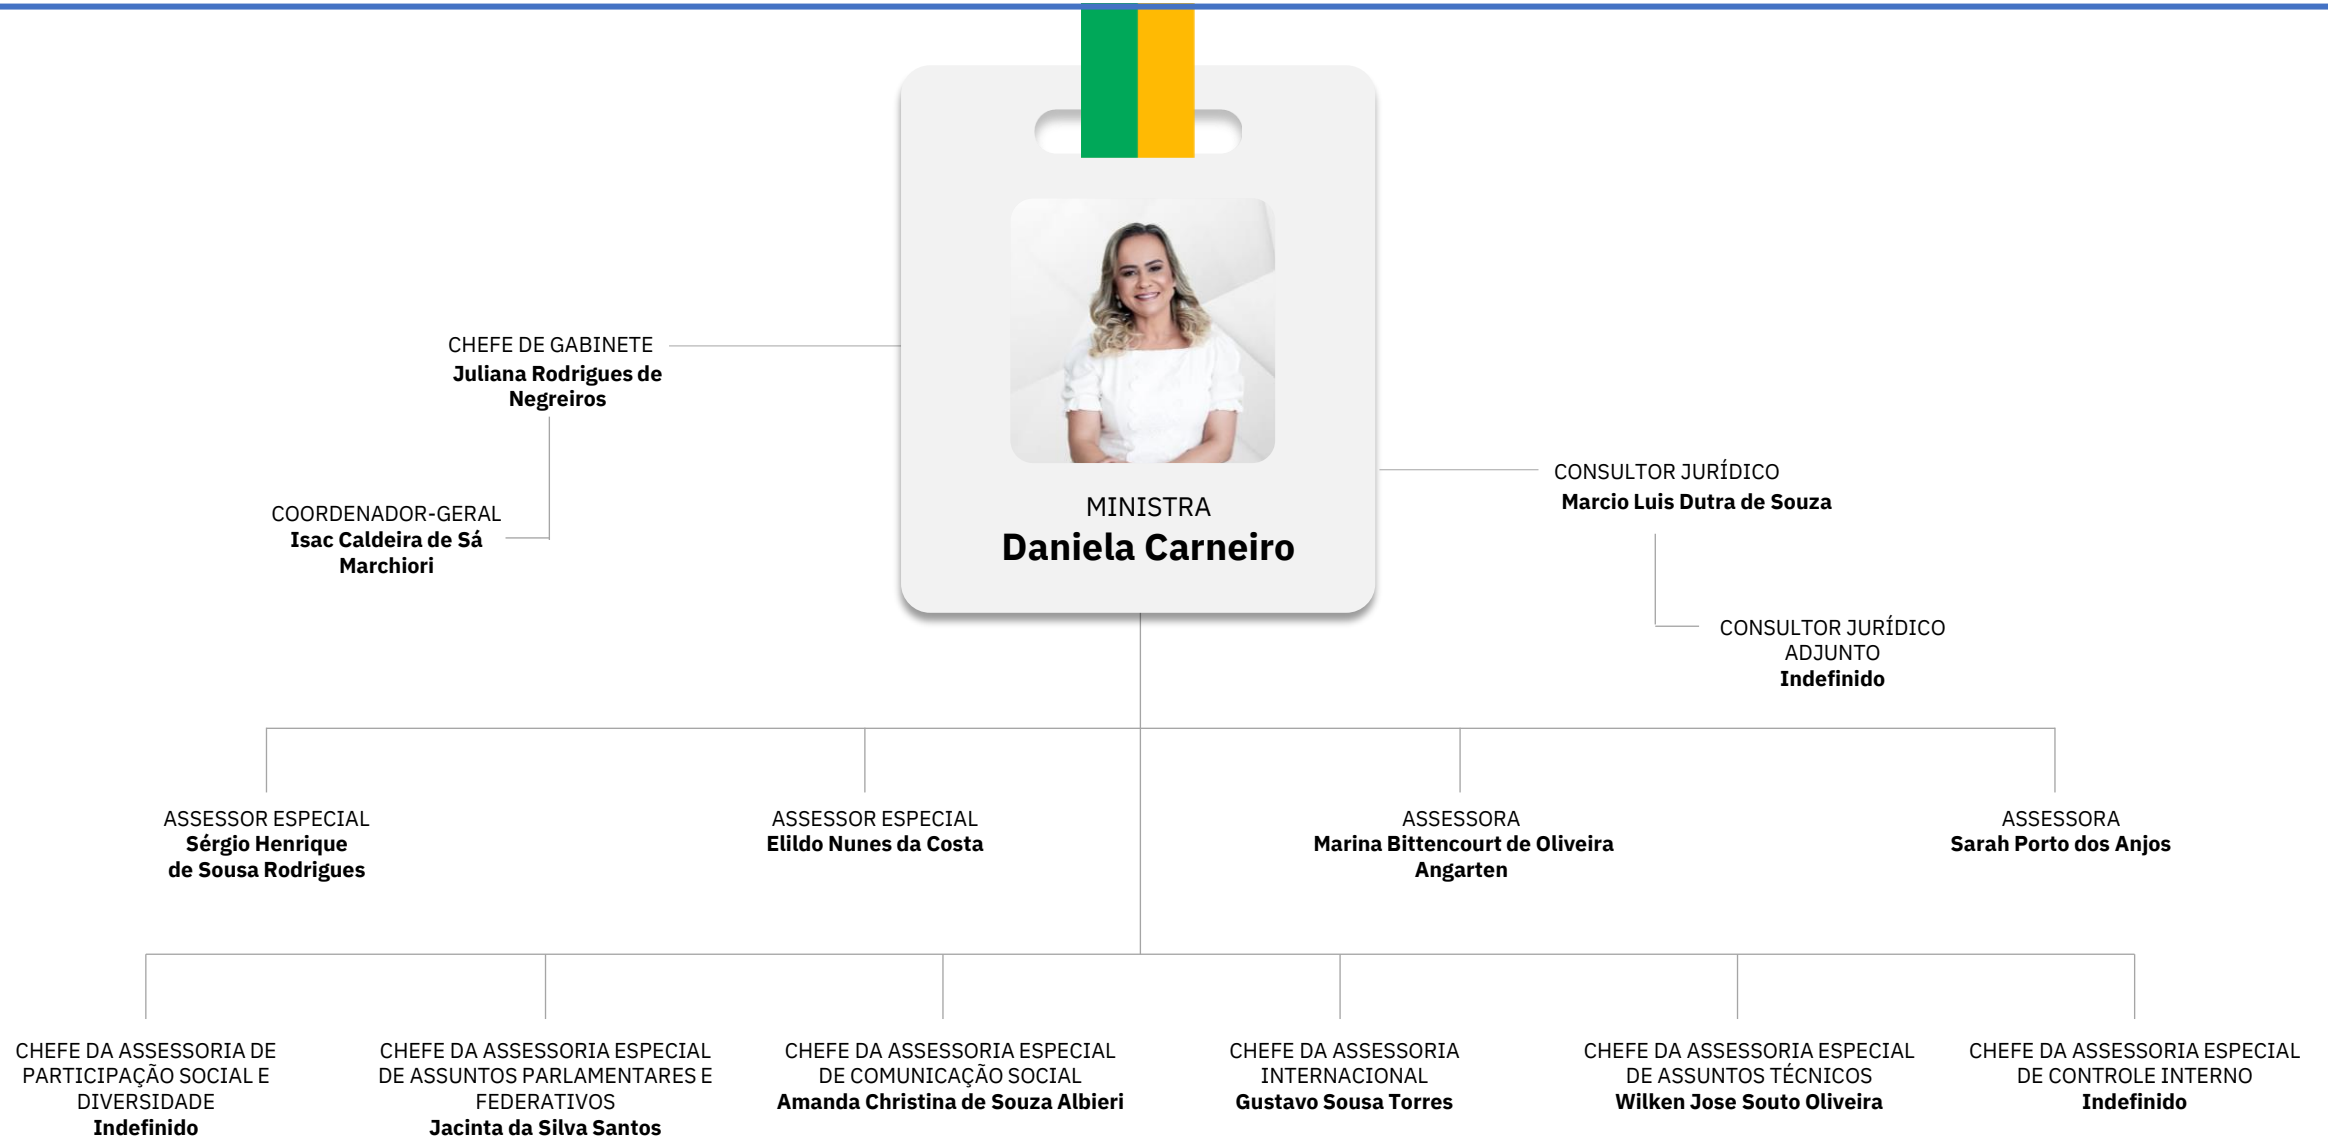 CHEFE DE GABINETE
Juliana Rodrigues de
Negreiros
COORDENADOR-GERAL
Isac Caldeira de Sá
Marchiori
MINISTRA
Daniela Carneiro
CONSULTOR JURÍDICO
Marcio Luis Dutra de Souza
CONSULTOR JURÍDICO
ADJUNTO
Indefinido
ASSESSOR ESPECIAL
Sérgio Henrique
de Sousa Rodrigues
ASSESSOR ESPECIAL
Elildo Nunes da Costa
ASSESSORA
Marina Bittencourt de Oliveira
Angarten
ASSESSORA
Sarah Porto dos Anjos
CHEFE DA ASSESSORIA DE
PARTICIPAÇÃO SOCIAL E
DIVERSIDADE
Indefinido
CHEFE DA ASSESSORIA ESPECIAL
DE ASSUNTOS PARLAMENTARES E
FEDERATIVOS
Jacinta da Silva Santos
CHEFE DA ASSESSORIA ESPECIAL
DE COMUNICAÇÃO SOCIAL
Amanda Christina de Souza Albieri
CHEFE DA ASSESSORIA
INTERNACIONAL
Gustavo Sousa Torres
CHEFE DA ASSESSORIA ESPECIAL
DE ASSUNTOS TÉCNICOS
Wilken Jose Souto Oliveira
CHEFE DA ASSESSORIA ESPECIAL
DE CONTROLE INTERNO
Indefinido